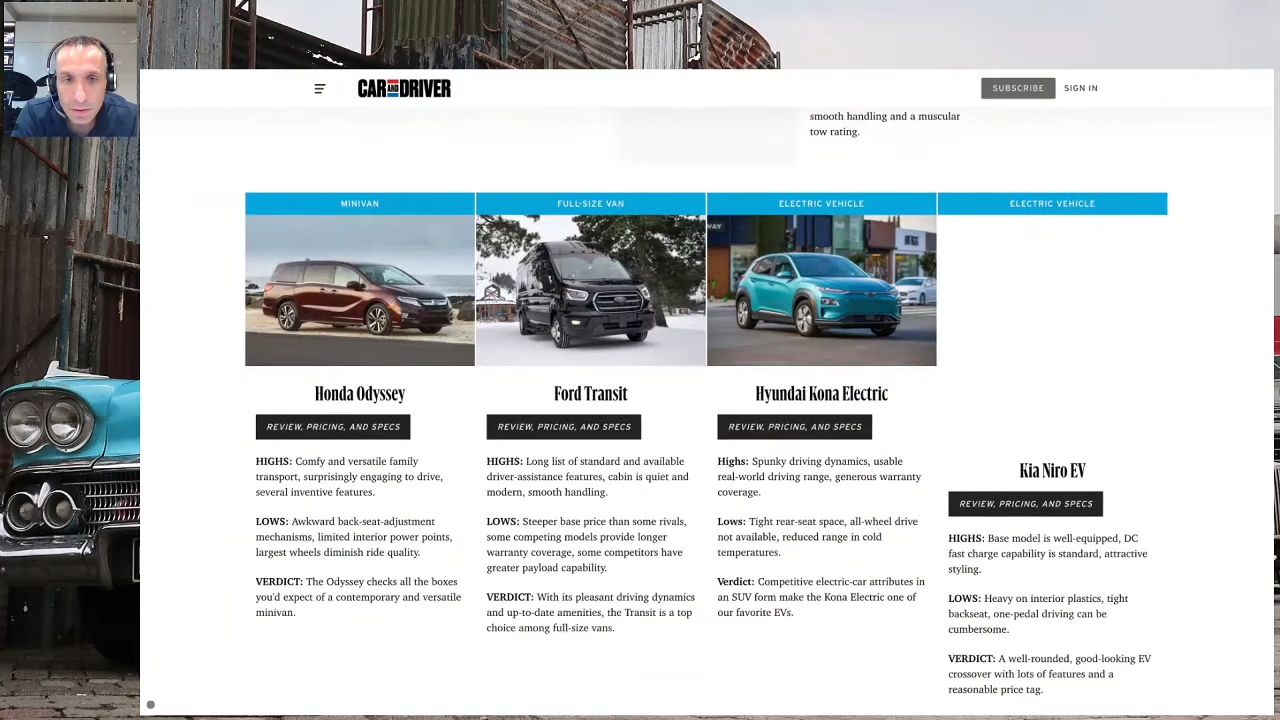 CAR AND DRIVER
SUBSCRIBE
SIGN IN
smooth handling and a muscular
tow rating.
MINIVAN
Honda Odyssey
REVIEW, PRICING, AND SPECS
HIGHS: Comfy and versatile family
transport, surprisingly engaging to drive,
several inventive features.
LOWS: Awkward back-seat-adjustment
mechanisms, limited interior power points,
largest wheels diminish ride quality.
VERDICT: The Odyssey checks all the boxes
you'd expect of a contemporary and versatile
minivan.
FULL-SIZE VAN
Ford Transit
REVIEW, PRICING, AND SPECS
HIGHS: Long list of standard and available
driver-assistance features, cabin is quiet and
modern, smooth handling.
LOWS: Steeper base price than some rivals,
some competing models provide longer
warranty coverage, some competitors have
greater payload capability.
VERDICT: With its pleasant driving dynamics
and up-to-date amenities, the Transit is a top
choice among full-size vans.
ELECTRIC VEHICLE
WAY
Hyundai Kona Electric
REVIEW, PRICING, AND SPECS
Highs: Spunky driving dynamics, usable
real-world driving range, generous warranty
coverage.
Lows: Tight rear-seat space, all-wheel drive
not available, reduced range in cold
temperatures.
Verdict: Competitive electric-car attributes in
an SUV form make the Kona Electric one of
our favorite EVs.
ELECTRIC VEHICLE
Kia Niro EV
REVIEW, PRICING, AND SPECS
HIGHS: Base model is well-equipped, DC
fast charge capability is standard, attractive
styling.
LOWS: Heavy on interior plastics, tight
backseat, one-pedal driving can be
cumbersome.
VERDICT: A well-rounded, good-looking EV
crossover with lots of features and a
reasonable price tag.